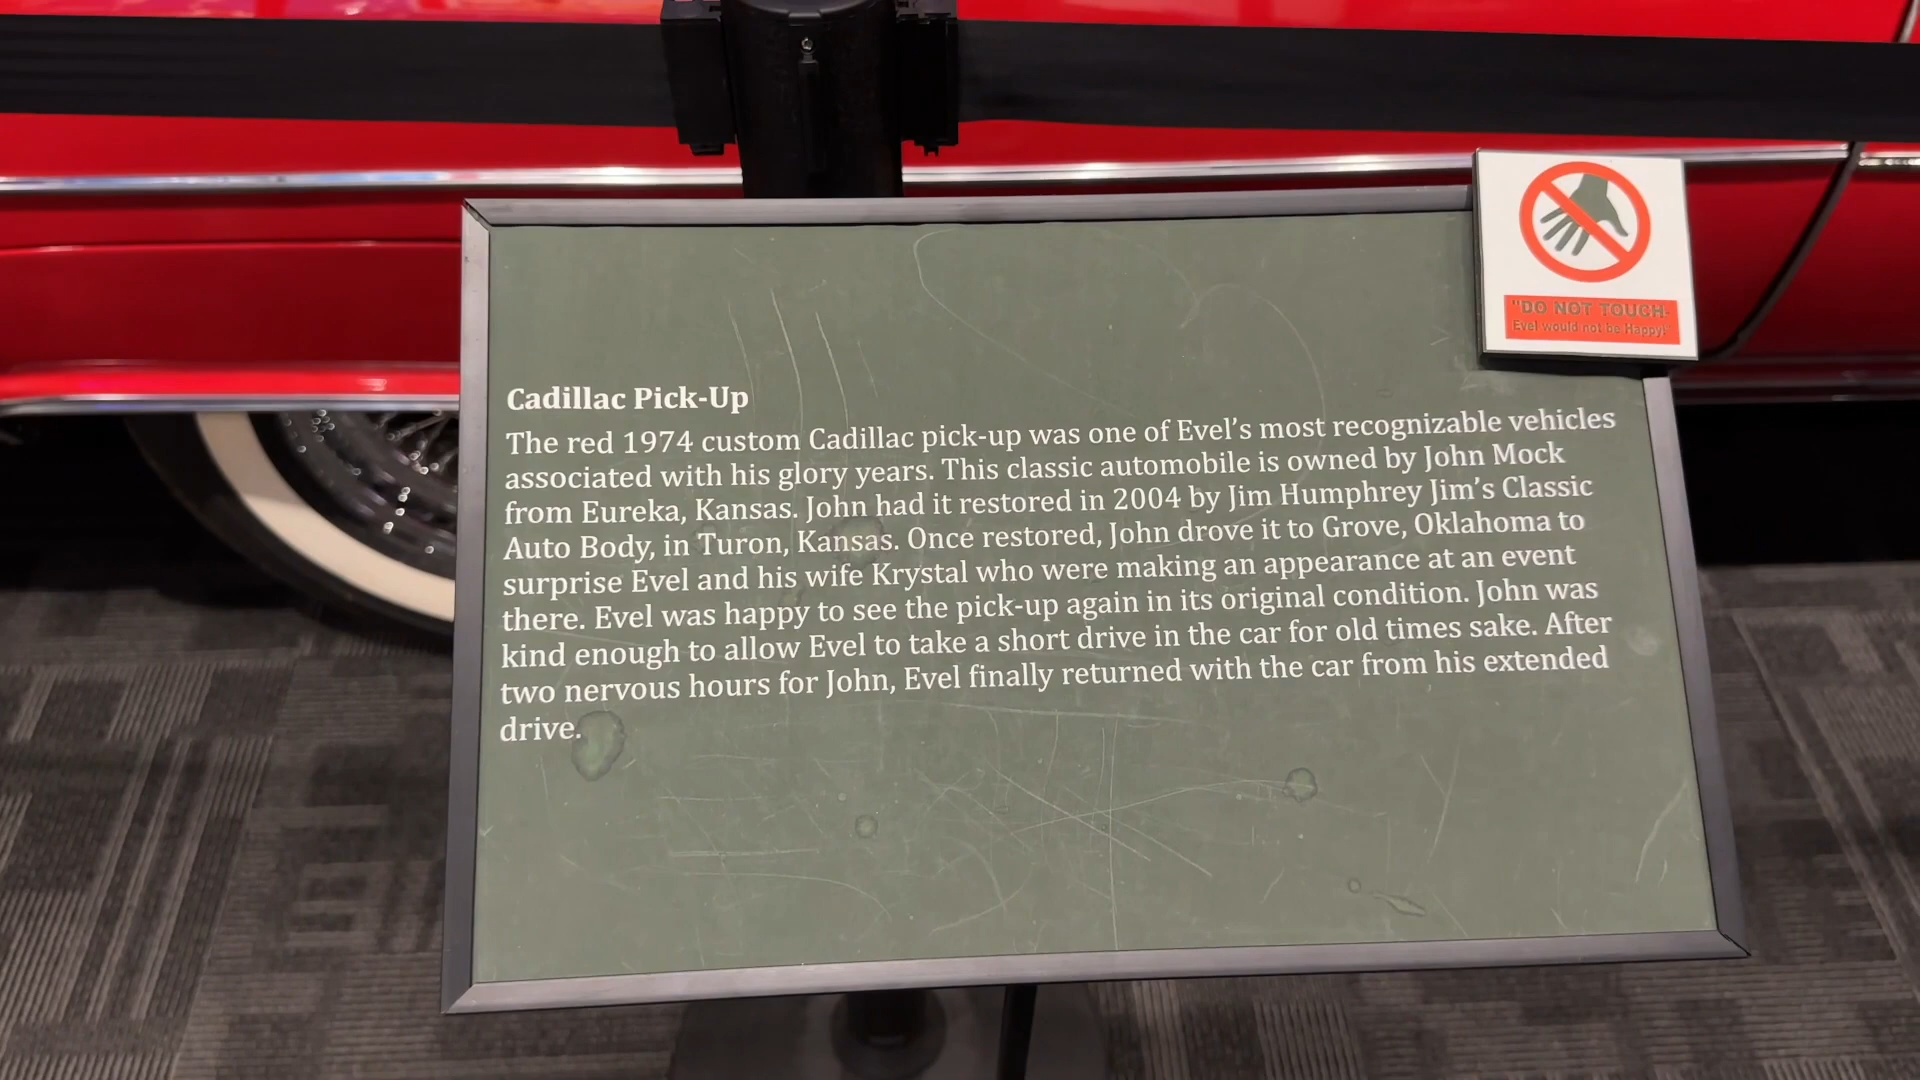 "DO NOT TOUCH-
Evel would not be Happy!"
Cadillac Pick-Up
The red 1974 custom Cadillac pick-up was one of Evel’s most recognizable vehicles
associated with his glory years. This classic automobile is owned by John Mock
from Eureka, Kansas. John had it restored in 2004 by Jim Humphrey Jim’s Classic
Auto Body, in Turon, Kansas. Once restored, John drove it to Grove, Oklahoma to
surprise Evel and his wife Krystal who were making an appearance at an event
there. Evel was happy to see the pick-up again in its original condition. John was
kind enough to allow Evel to take a short drive in the car for old times sake. After
two nervous hours for John, Evel finally returned with the car from his extended
drive.